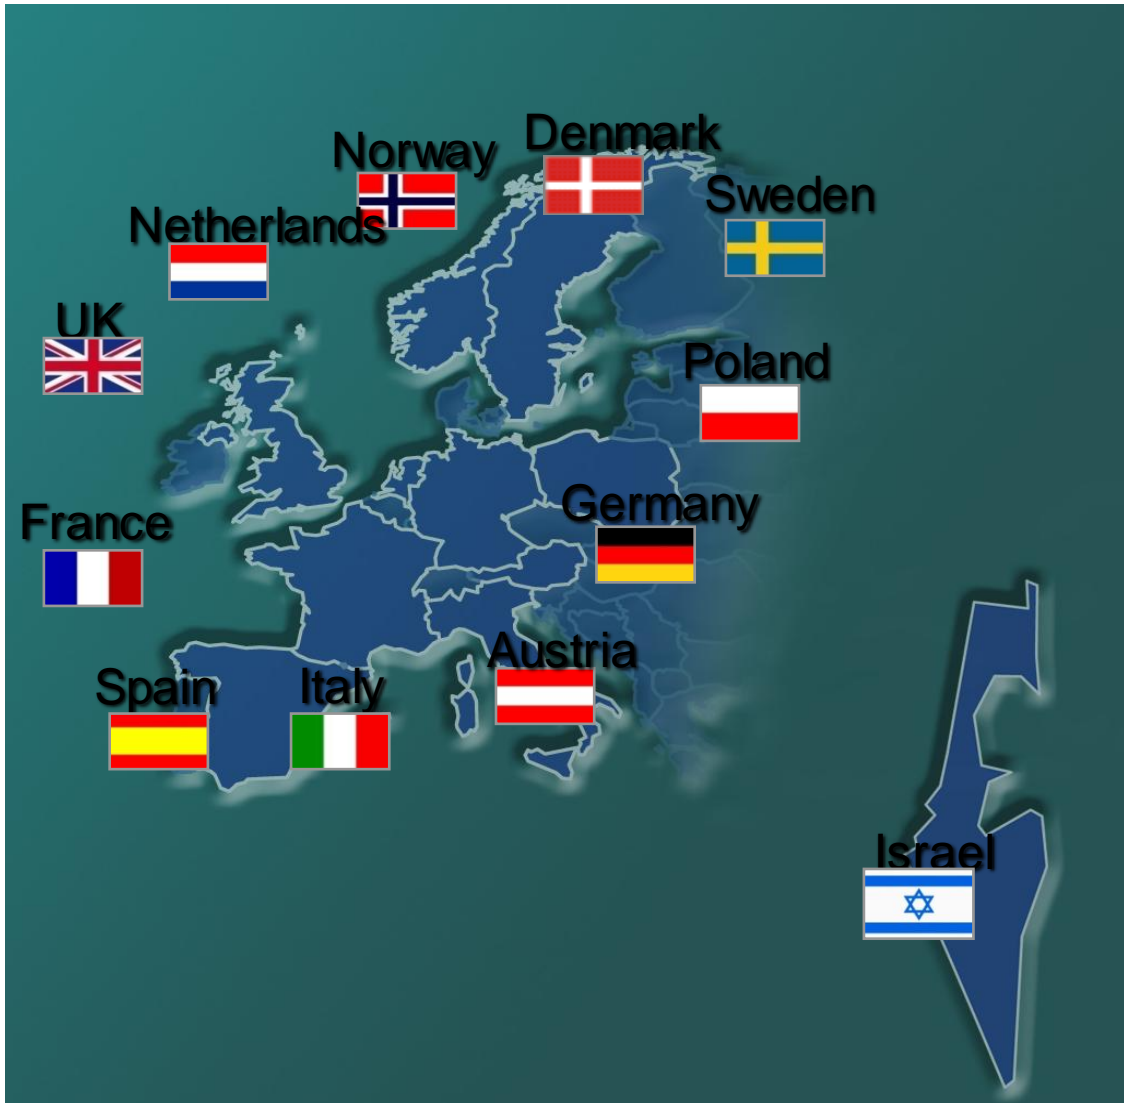 Denmark
Norway
Sweden
Netherlands
UK
Poland
Germany
France
Austria
Spain
Italy
Israel